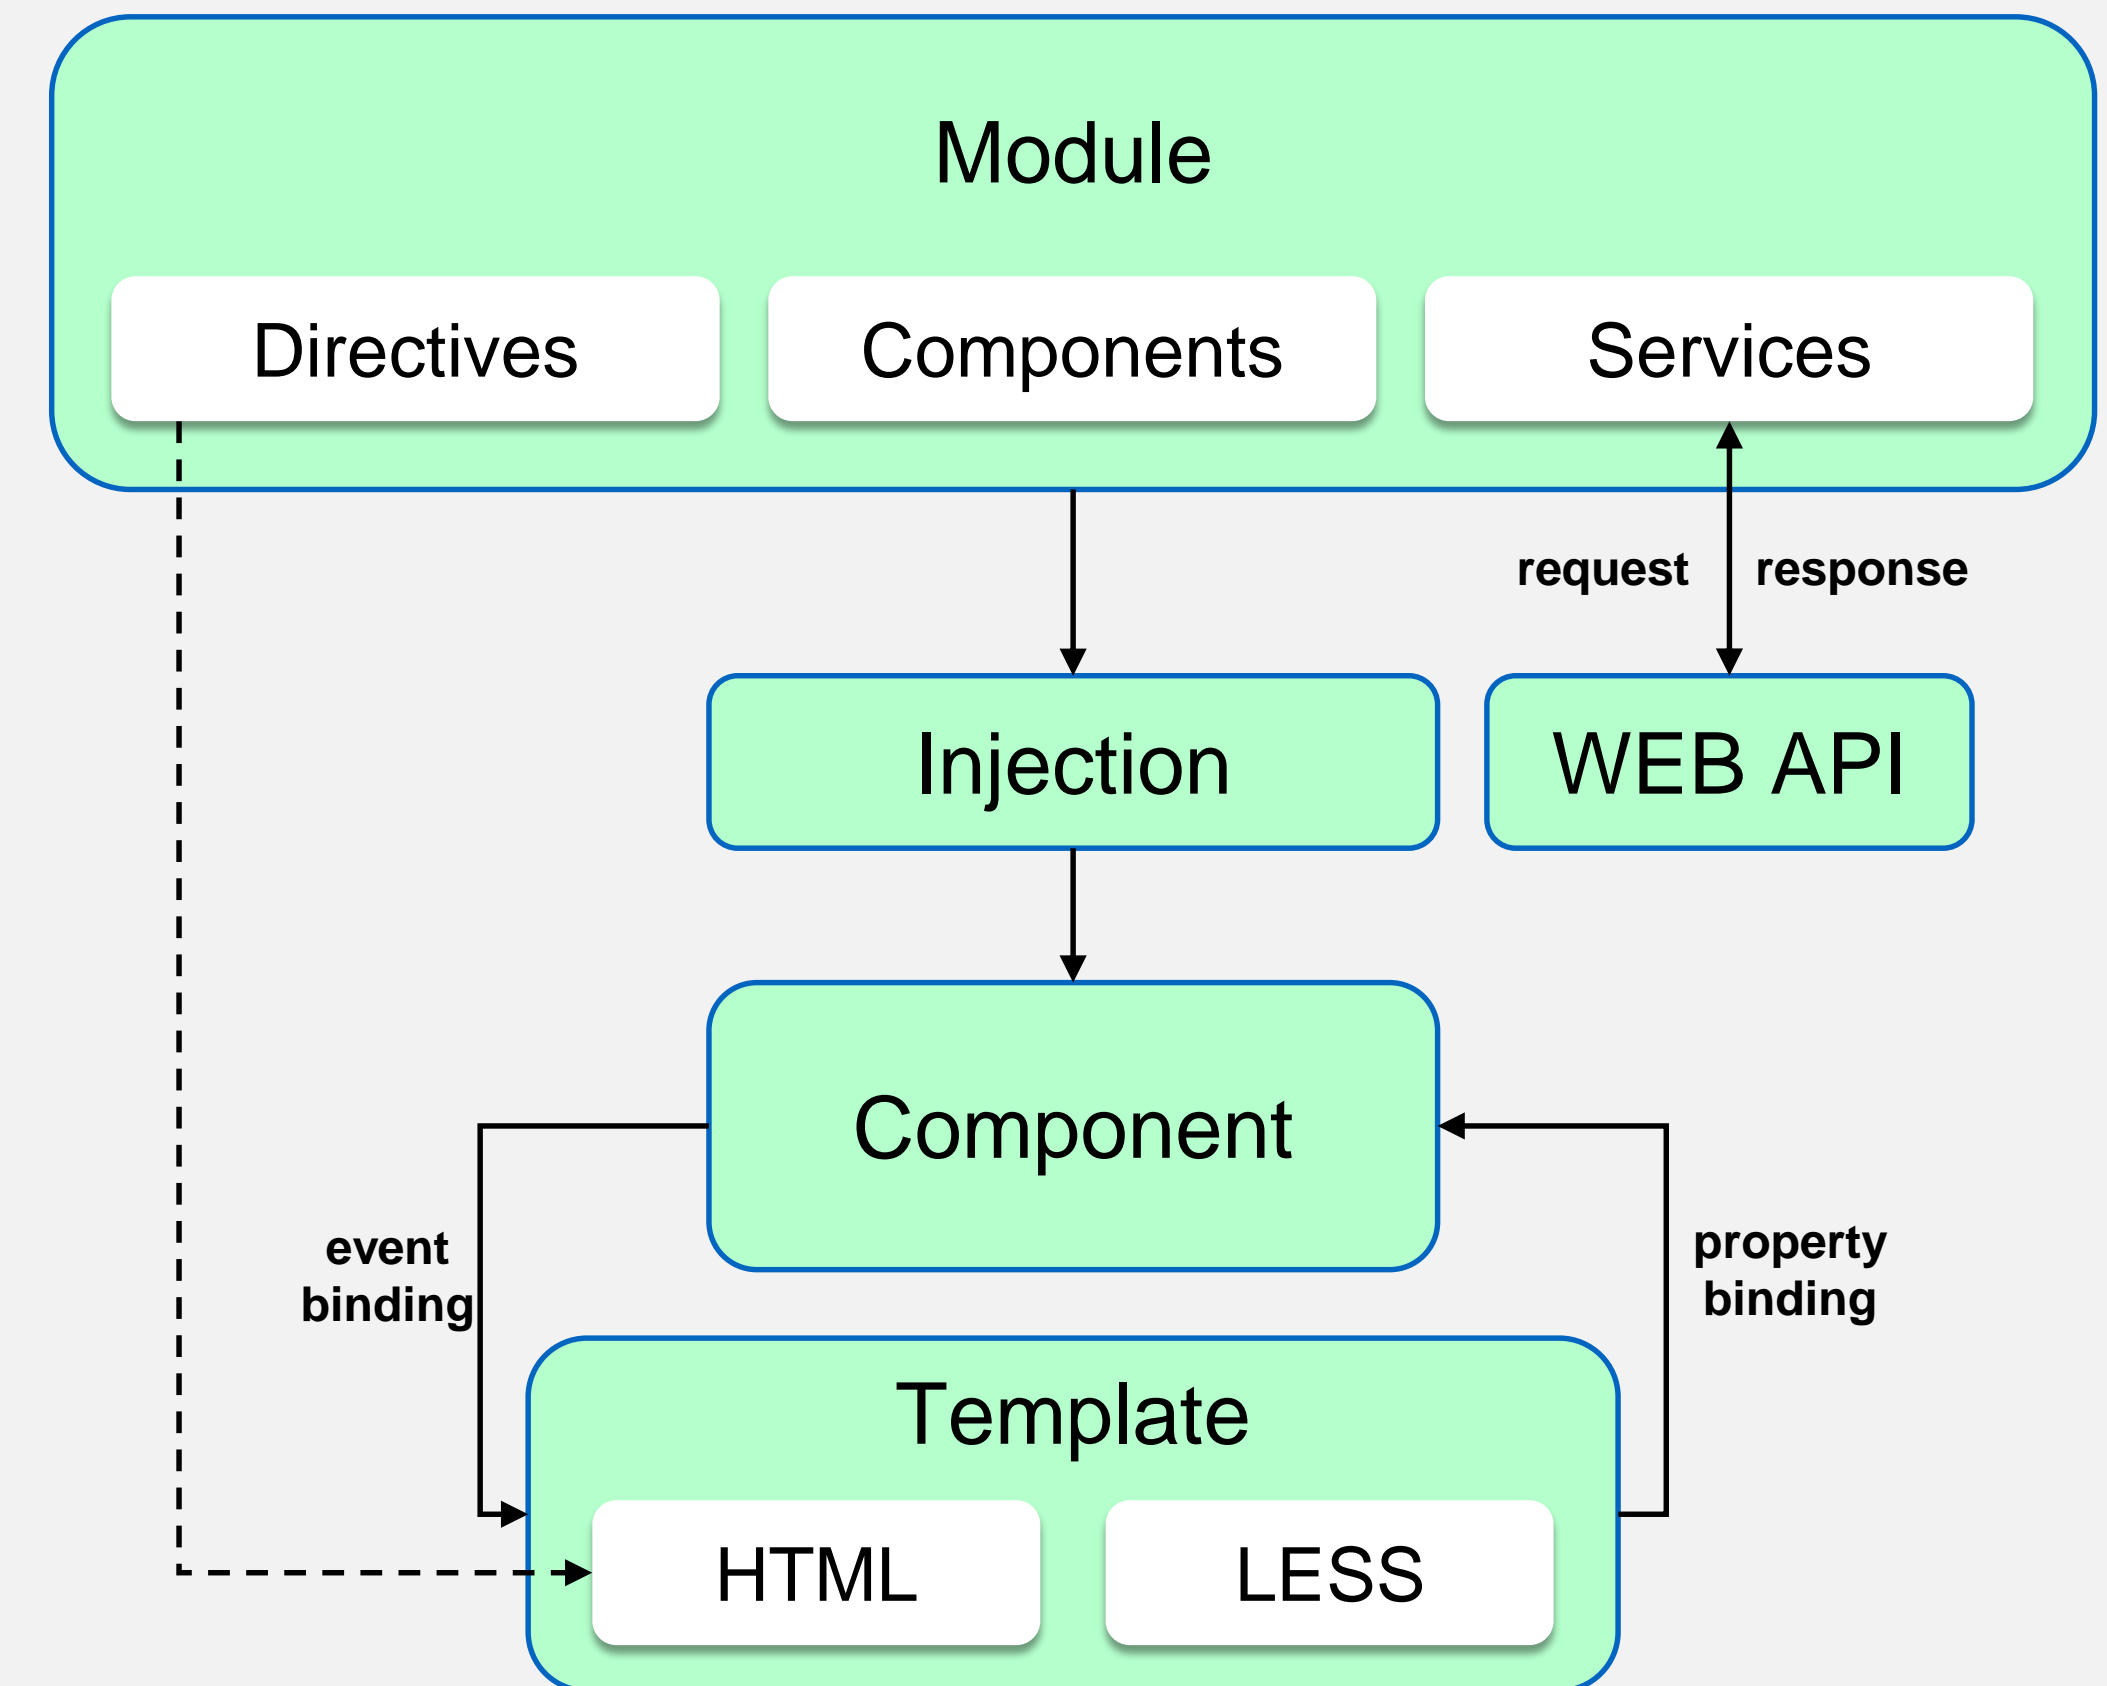 Module
Directives
Components
Services
request
response
Injection
WEB API
Component
event
binding
property
binding
Template
HTML
LESS